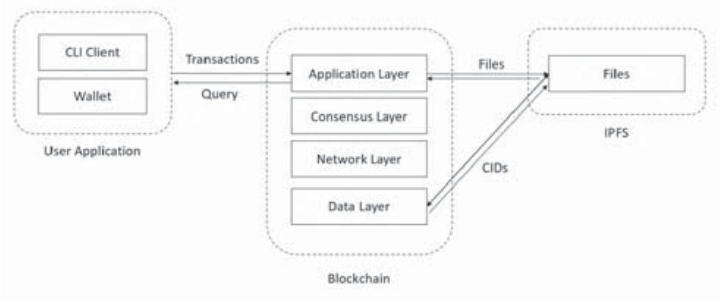 CLI Client
Wallet
User Application
Transactions
Query
Application Layer
Consensus Layer
Network Layer
Data Layer
Blockchain
Files
CIDs
Files
IPFS